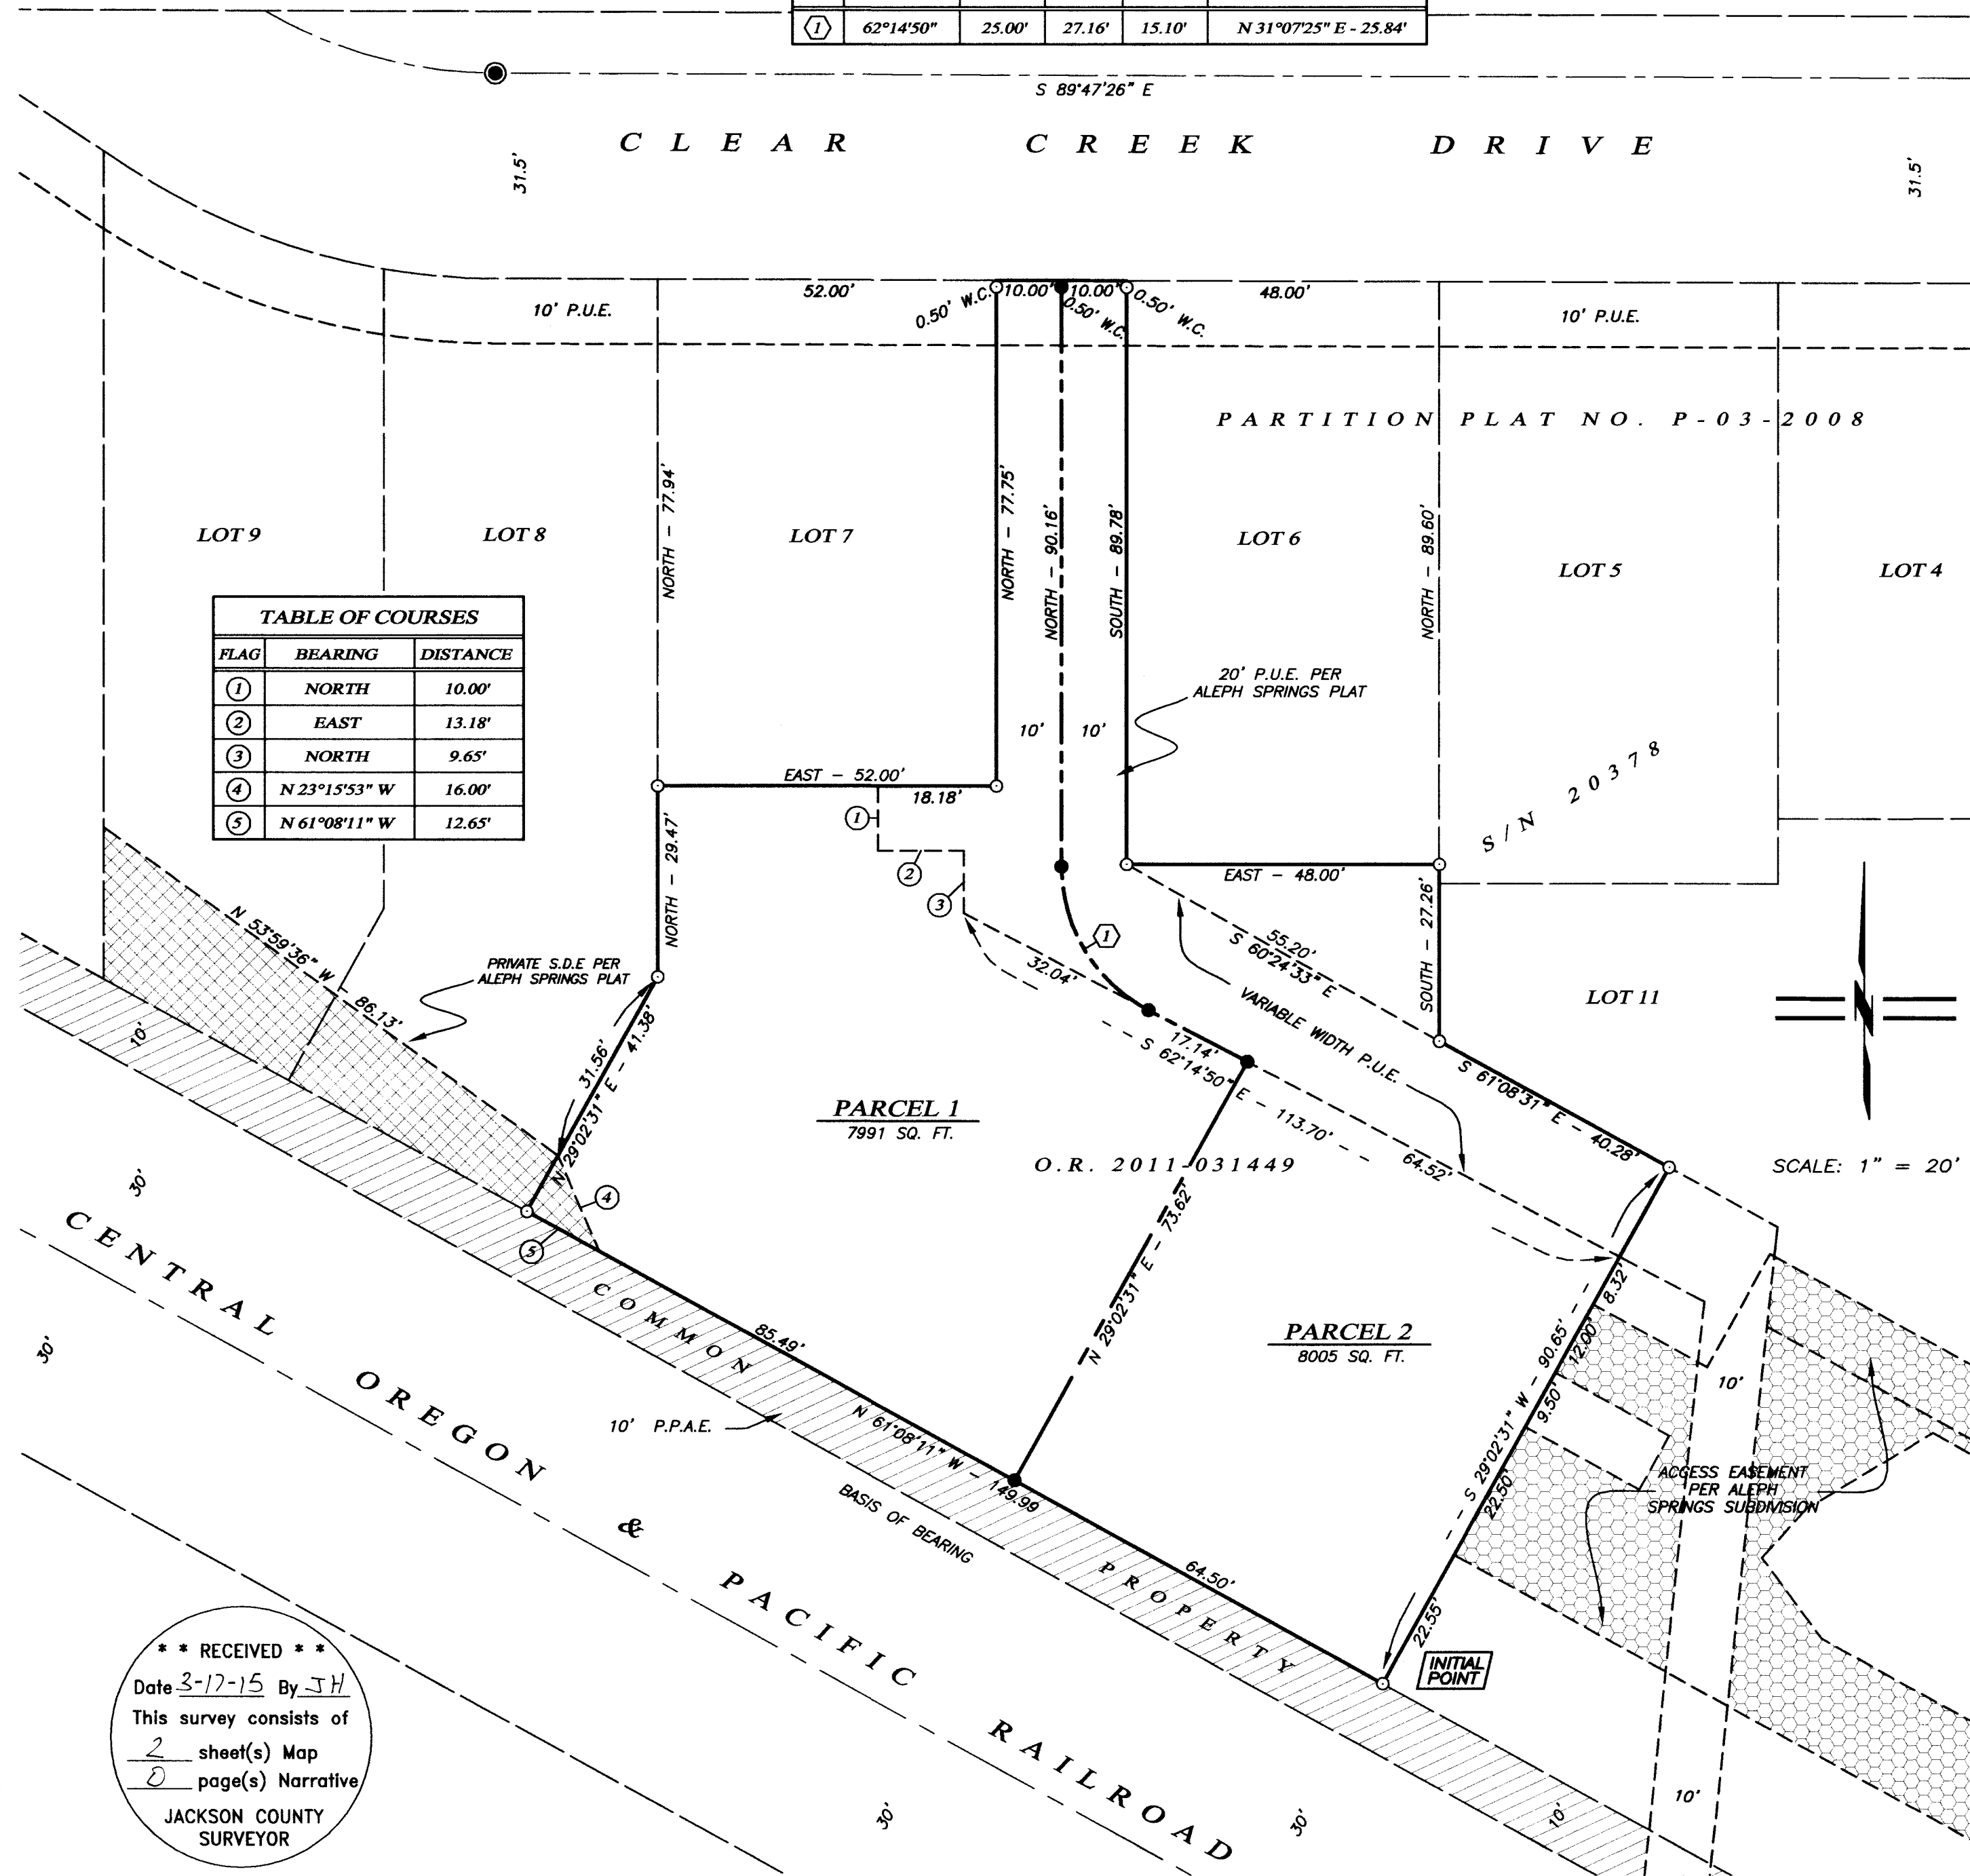 1 62°14'50" 25.00' 27.16' 15.10' N 31°07'25" E - 25.84'
S 89°47'26" E
CLEAR CREEK DRIVE
31.5'
31.5'
52.00'
0.50' W.C.
10.00'
10.00'
0.50' W.C.
0.50' W.C.
48.00'
10' P.U.E.
10' P.U.E.
PARTITION PLAT NO. P-03-2008
NORTH - 77.94'
NORTH - 77.75'
NORTH - 90.16'
SOUTH - 89.78'
NORTH - 89.60'
LOT 9
LOT 8
LOT 7
LOT 6
LOT 5
LOT 4
TABLE OF COURSES
FLAG BEARING DISTANCE
1 NORTH 10.00'
2 EAST 13.18'
3 NORTH 9.65'
4 N 23°15'53" W 16.00'
5 N 61°08'11" W 12.65'
20' P.U.E. PER
ALEPH SPRINGS PLAT
10'
10'
S/N 20378
EAST - 52.00'
18.18'
1
2
3
NORTH - 29.47'
EAST - 48.00'
SOUTH - 27.26'
1
32.04'
55.20'
S 60°24'33" E
VARIABLE WIDTH P.U.E.
LOT 11
N 53°59'36" W - 86.13'
PRIVATE S.D.E PER
ALEPH SPRINGS PLAT
10'
31.56'
N 29°02'31" E - 41.38'
17.14'
S 62°14'50" E - 113.70'
S 61°08'31" E - 40.28'
64.52'
SCALE: 1" = 20'
PARCEL 1
7991 SQ. FT.
O.R. 2011-031449
4
5
30'
30'
N 29°02'31" E - 73.62'
PARCEL 2
8005 SQ. FT.
8.32'
12.00'
9.50'
22.50'
22.55'
S 29°02'31" W - 90.65'
10'
ACCESS EASEMENT
PER ALEPH
SPRINGS SUBDIVISION
COMMON PROPERTY
85.49'
N 61°08'11" W - 149.99
64.50'
10' P.P.A.E.
BASIS OF BEARING
CENTRAL OREGON & PACIFIC RAILROAD
INITIAL
POINT
30'
30'
10'
10'
* * RECEIVED * *
Date 3-17-15 By JH
This survey consists of
2 sheet(s) Map
0 page(s) Narrative
JACKSON COUNTY
SURVEYOR